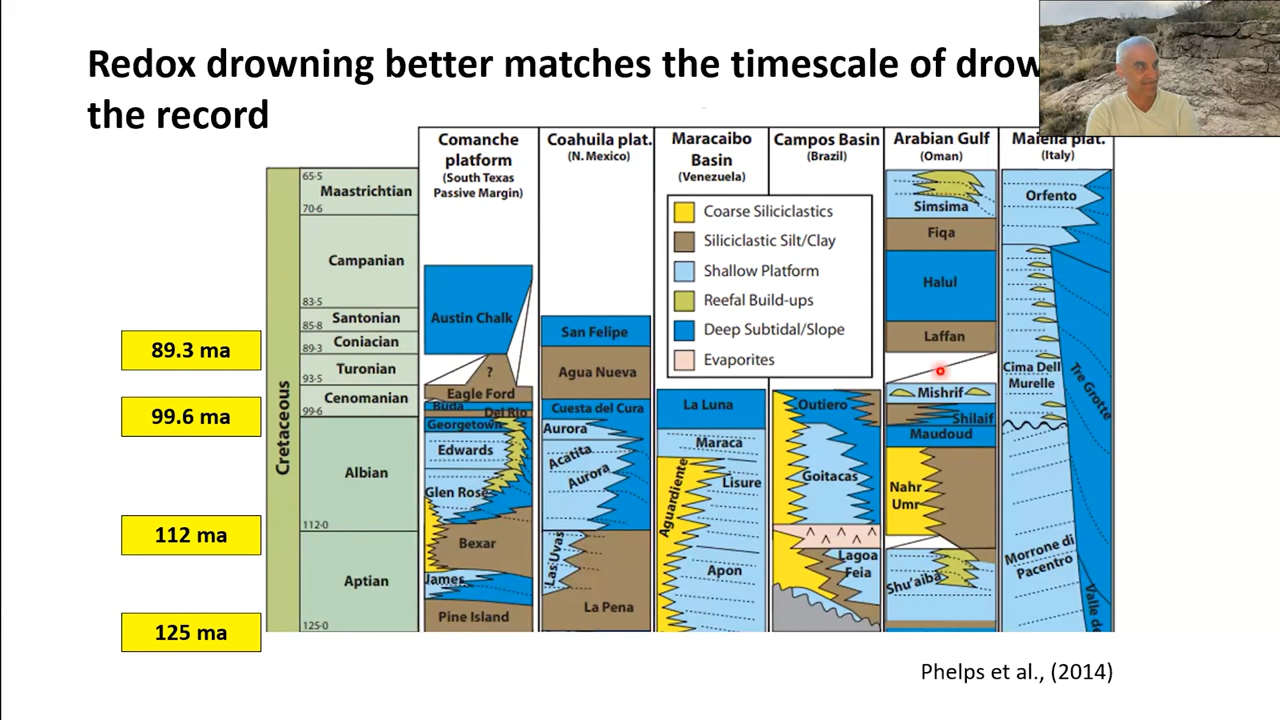 Redox drowning better matches the timescale of drow
the record
Comanche
platform
(South Texas
Passive Margin)
Coahuila plat.
(N. Mexico)
Maracaibo
Basin
(Venezuela)
Campos Basin
(Brazil)
Arabian Gulf
(Oman)
Maiella plat.
(Italy)
89.3 ma
99.6 ma
112 ma
125 ma
Cretaceous
65·5
Maastrichtian
70·6
Campanian
83·5
Santonian
85·8
Coniacian
89·3
Turonian
93·5
Cenomanian
99·6
Albian
112·0
Aptian
125·0
Austin Chalk
?
Eagle Ford
Buda
Del Rio
Georgetown
Edwards
Glen Rose
Bexar
James
Pine Island
San Felipe
Agua Nueva
Cuesta del Cura
Aurora
Acatita
Aurora
Las Uvas
La Pena
Coarse Siliciclastics
Siliciclastic Silt/Clay
Shallow Platform
Reefal Build-ups
Deep Subtidal/Slope
Evaporites
La Luna
Maraca
Lisure
Aguardiente
Apon
Outiero
Goitacas
Lagoa
Feia
Simsima
Fiqa
Halul
Laffan
Mishrif
Shilaif
Maudoud
Nahr
Umr
Shu'aiba
Orfento
Cima Dell
Murelle
Tre Grotte
Morrone di
Pacentro
Valle de
Phelps et al., (2014)